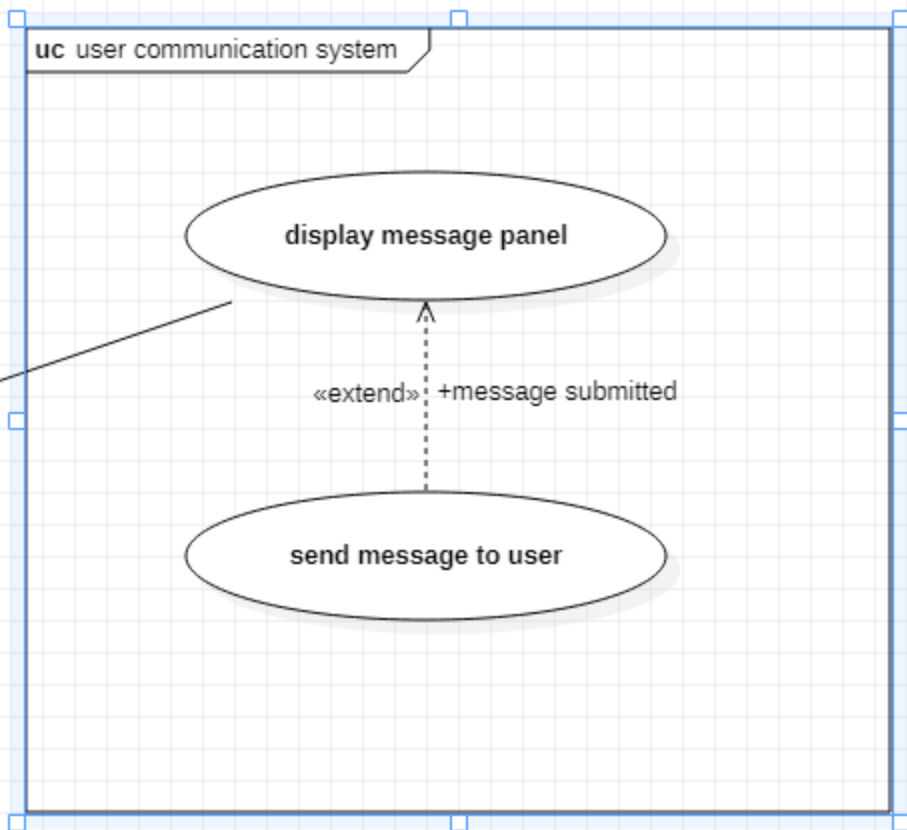 uc user communication system
display message panel
«extend» +message submitted
send message to user